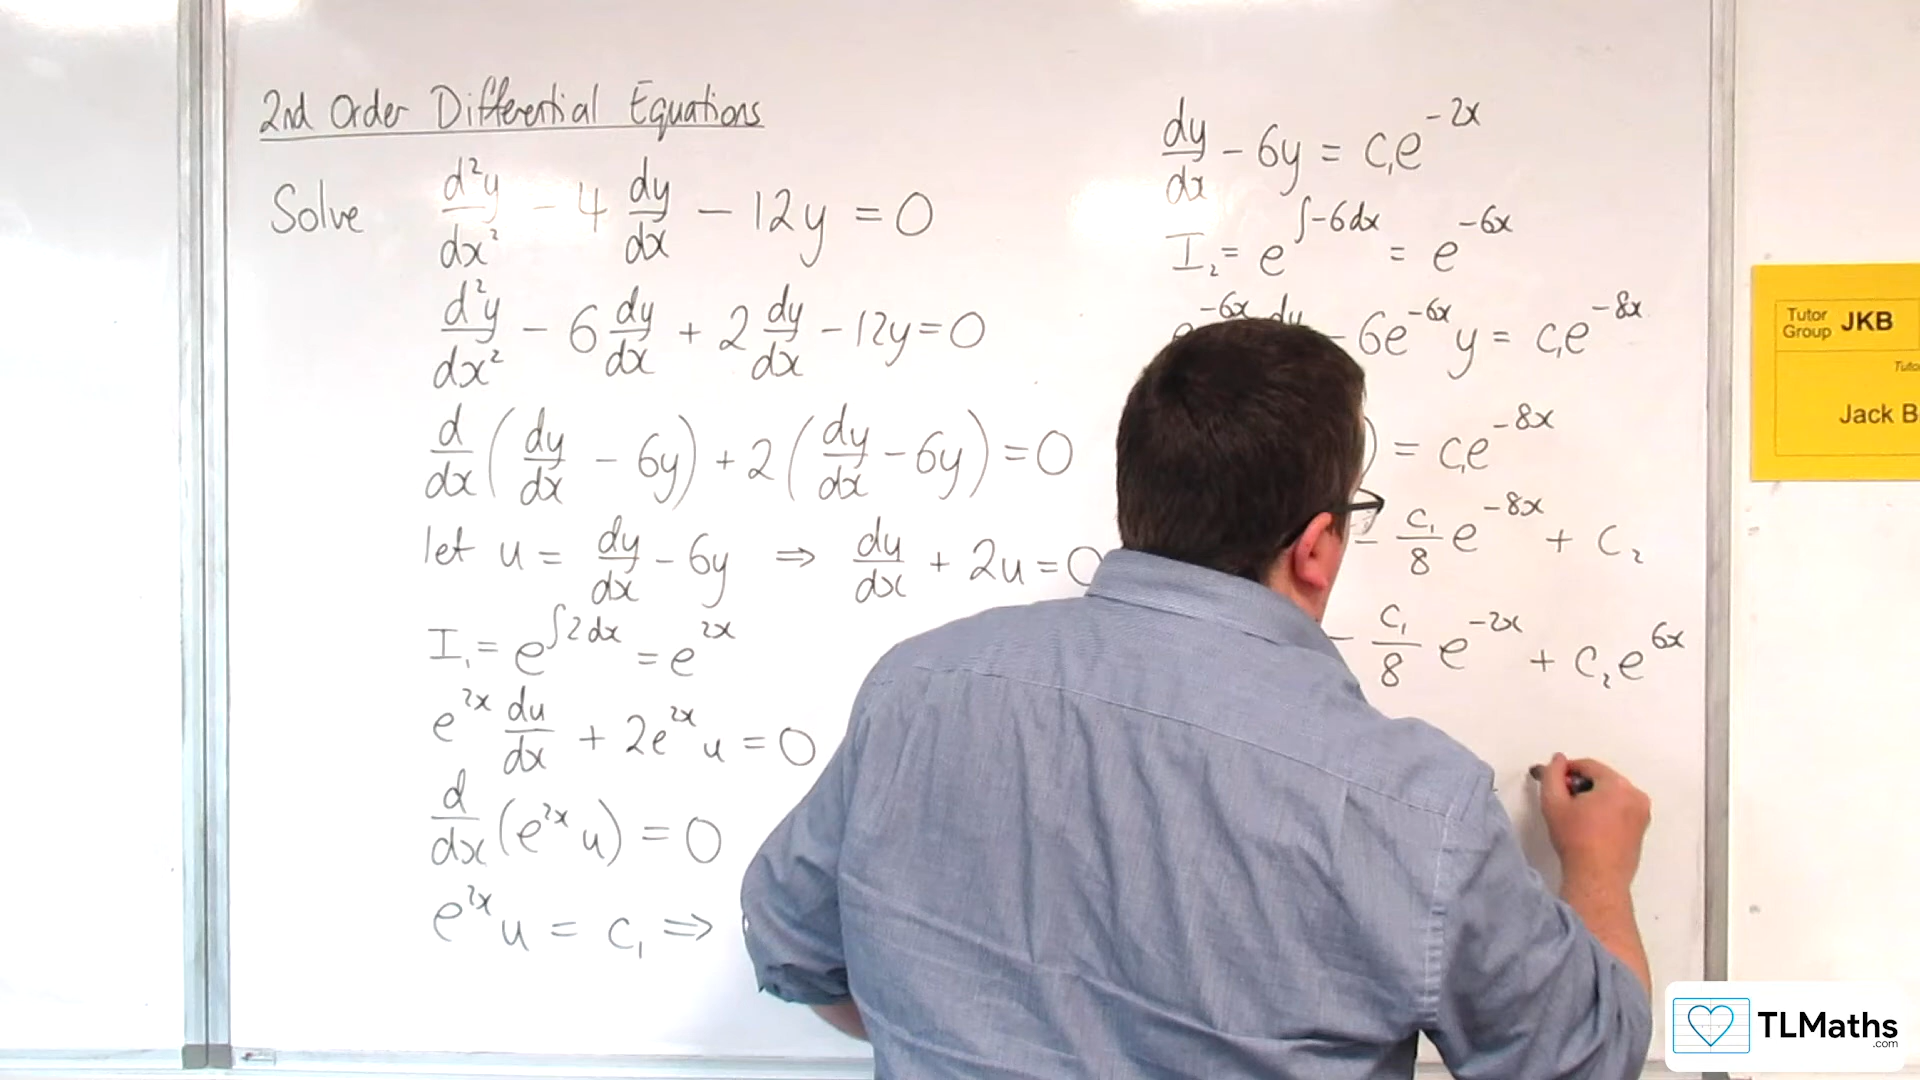 2nd Order Differential Equations
Solve d²y/dx² - 4 dy/dx - 12y = 0
d²y/dx² - 6 dy/dx + 2 dy/dx - 12y = 0
d/dx (dy/dx - 6y) + 2 (dy/dx - 6y) = 0
let u = dy/dx - 6y ⇒ du/dx + 2u = 0
I₁ = e^∫2dx = e^2x
e^2x du/dx + 2e^2x u = 0
d/dx (e^2x u) = 0
e^2x u = c₁ ⇒
dy/dx - 6y = c₁e^-2x
I₂ = e^∫-6dx = e^-6x
- 6e^-6x y = c₁e^-8x
) = c₁e^-8x
- c₁/8 e^-8x + c₂
- c₁/8 e^-2x + c₂e^6x
Tutor Group JKB
Jack B
TLMaths
.com